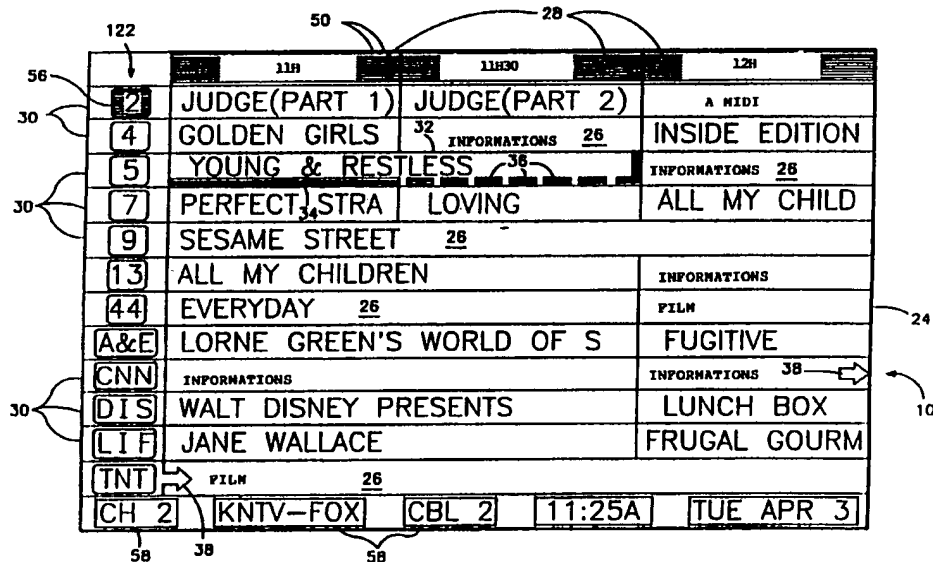 50 28
122
11H 11H30 12H
56 2 JUDGE(PART 1) JUDGE(PART 2) A MIDI
30 4 GOLDEN GIRLS 32 INFORMATIONS 26 INSIDE EDITION
5 YOUNG & RESTLESS 36 INFORMATIONS 26
30 7 PERFECT STRA 34 LOVING ALL MY CHILD
9 SESAME STREET 26
13 ALL MY CHILDREN INFORMATIONS
44 EVERYDAY 26 FILM 24
A&E LORNE GREEN'S WORLD OF S FUGITIVE
CNN INFORMATIONS INFORMATIONS 38
30 DIS WALT DISNEY PRESENTS LUNCH BOX 10
LIF JANE WALLACE FRUGAL GOURM
TNT FILM 26
CH 2 KNTV-FOX CBL 2 11:25A TUE APR 3
58 38 58